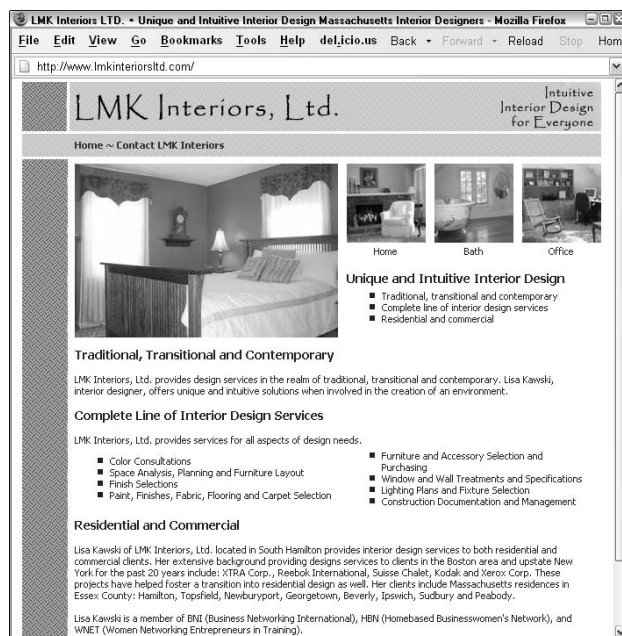 LMK Interiors LTD. • Unique and Intuitive Interior Design Massachusetts Interior Designers - Mozilla Firefox
File Edit View Go Bookmarks Tools Help del.icio.us Back Forward Reload Stop Hom
http://www.lmkinteriorsltd.com/
LMK Interiors, Ltd.
Intuitive
Interior Design
for Everyone
Home ~ Contact LMK Interiors
Home Bath Office
Unique and Intuitive Interior Design
Traditional, transitional and contemporary
Complete line of interior design services
Residential and commercial
Traditional, Transitional and Contemporary
LMK Interiors, Ltd. provides design services in the realm of traditional, transitional and contemporary. Lisa Kawski,
interior designer, offers unique and intuitive solutions when involved in the creation of an environment.
Complete Line of Interior Design Services
LMK Interiors, Ltd. provides services for all aspects of design needs.
Color Consultations
Space Analysis, Planning and Furniture Layout
Finish Selections
Paint, Finishes, Fabric, Flooring and Carpet Selection
Furniture and Accessory Selection and
Purchasing
Window and Wall Treatments and Specifications
Lighting Plans and Fixture Selection
Construction Documentation and Management
Residential and Commercial
Lisa Kawski of LMK Interiors, Ltd. located in South Hamilton provides interior design services to both residential and
commercial clients. Her extensive background providing designs services to clients in the Boston area and upstate New
York for the past 20 years include: XTRA Corp., Reebok International, Suisse Chalet, Kodak and Xerox Corp. These
projects have helped foster a transition into residential design as well. Her clients include Massachusetts residences in
Essex County: Hamilton, Topsfield, Newburyport, Georgetown, Beverly, Ipswich, Sudbury and Peabody.
Lisa Kawski is a member of BNI (Business Networking International), HBN (Homebased Businesswomen's Network), and
WNET (Women Networking Entrepreneurs in Training).